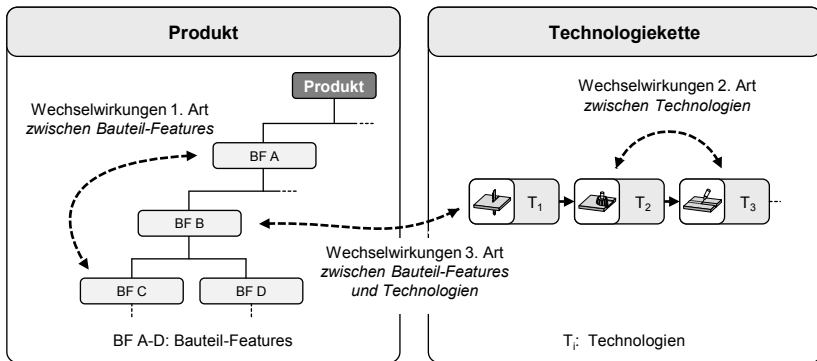 Produkt
Technologiekette
Produkt
Wechselwirkungen 1. Art
zwischen Bauteil-Features
BF A
BF B
BF C
BF D
BF A-D: Bauteil-Features
Wechselwirkungen 2. Art
zwischen Technologien
T1
T2
T3
Wechselwirkungen 3. Art
zwischen Bauteil-Features
und Technologien
Ti: Technologien